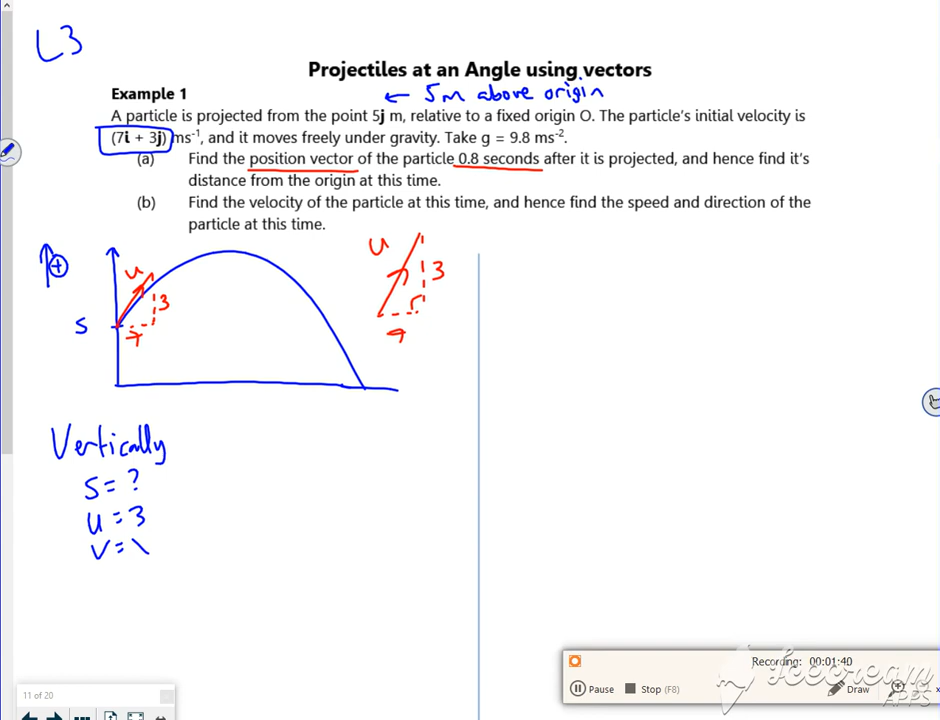 L3
Projectiles at an Angle using vectors
← 5m above origin
Example 1
A particle is projected from the point 5j m, relative to a fixed origin O. The particle's initial velocity is
(7i + 3j) ms⁻¹, and it moves freely under gravity. Take g = 9.8 ms⁻².
(a) Find the position vector of the particle 0.8 seconds after it is projected, and hence find it's
distance from the origin at this time.
(b) Find the velocity of the particle at this time, and hence find the speed and direction of the
particle at this time.
+
u
3
7
5
u
3
7
Vertically
s = ?
u = 3
v = \
Recording: 00:01:40
Pause Stop (F8) Draw
Icecream
APPS
11 of 20